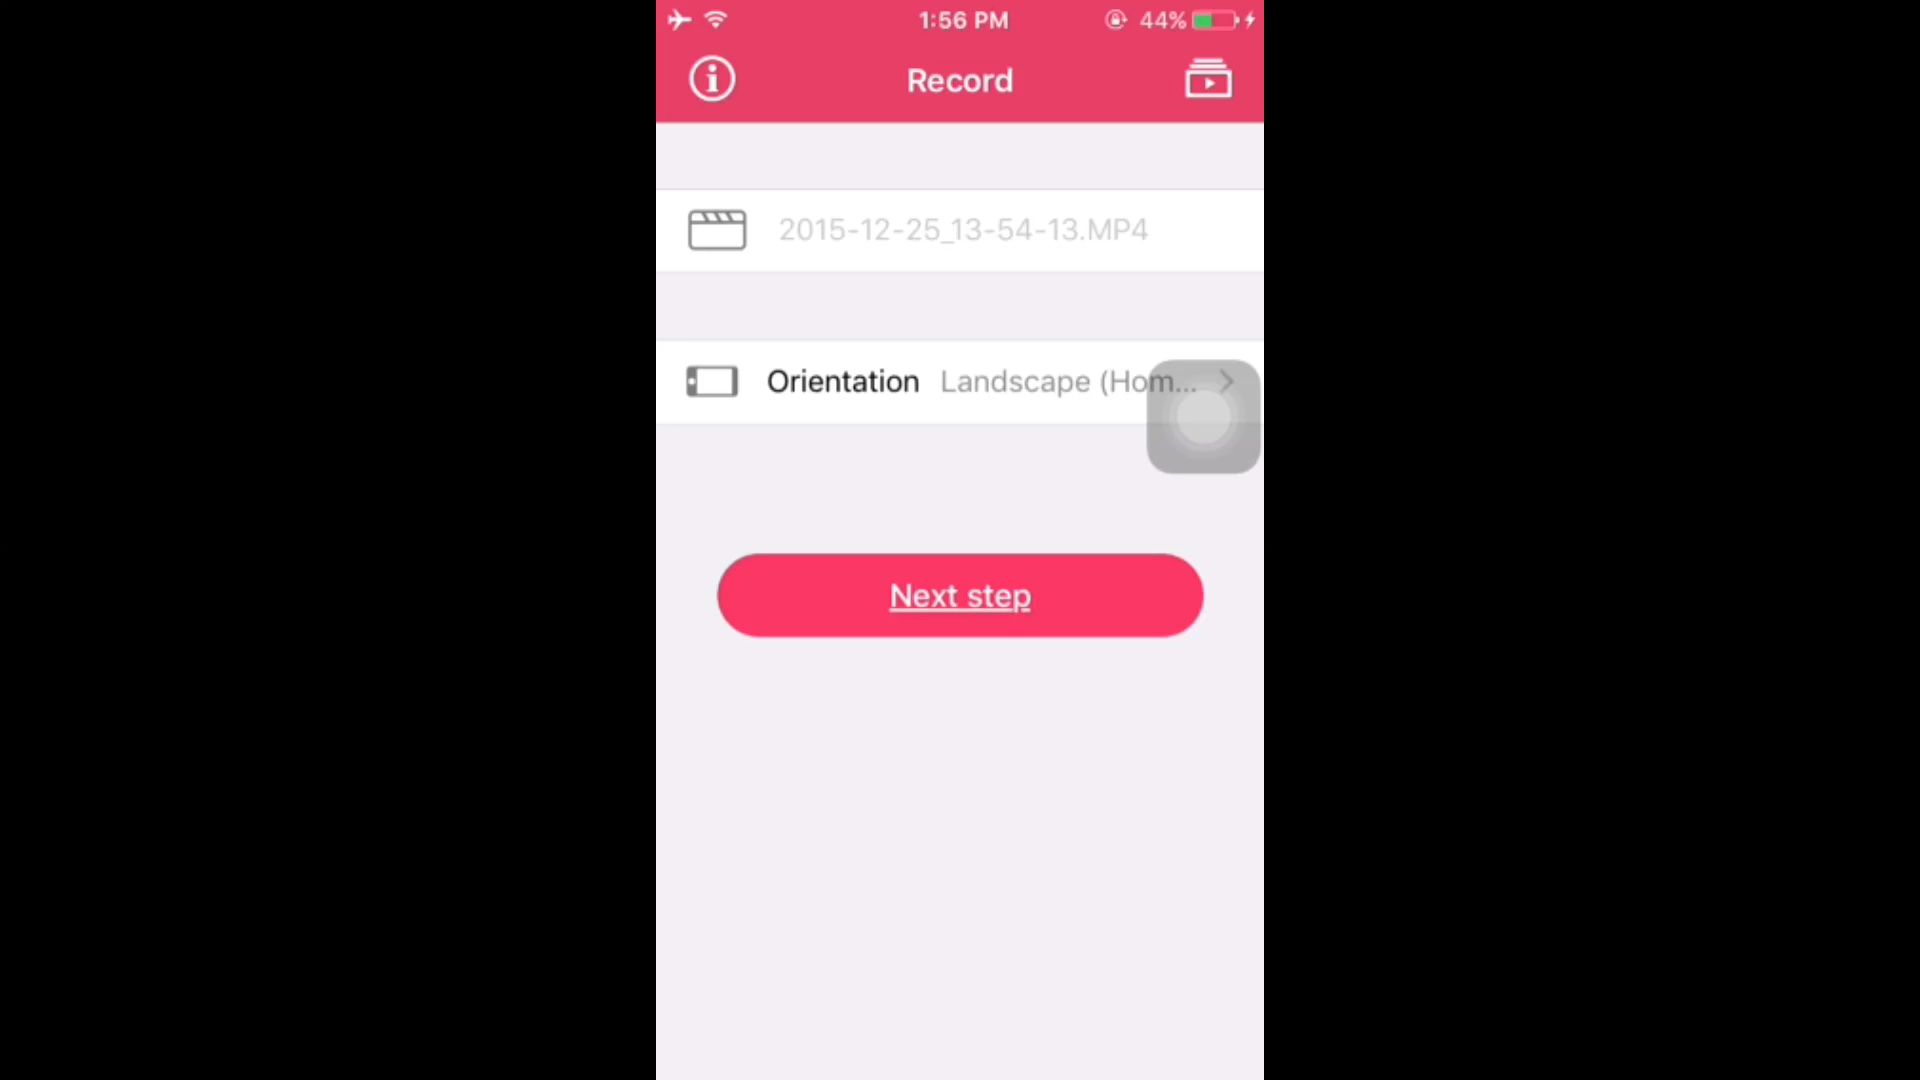 1:56 PM
44%
Record
2015-12-25_13-54-13.MP4
Orientation Landscape (Hom...
Next step